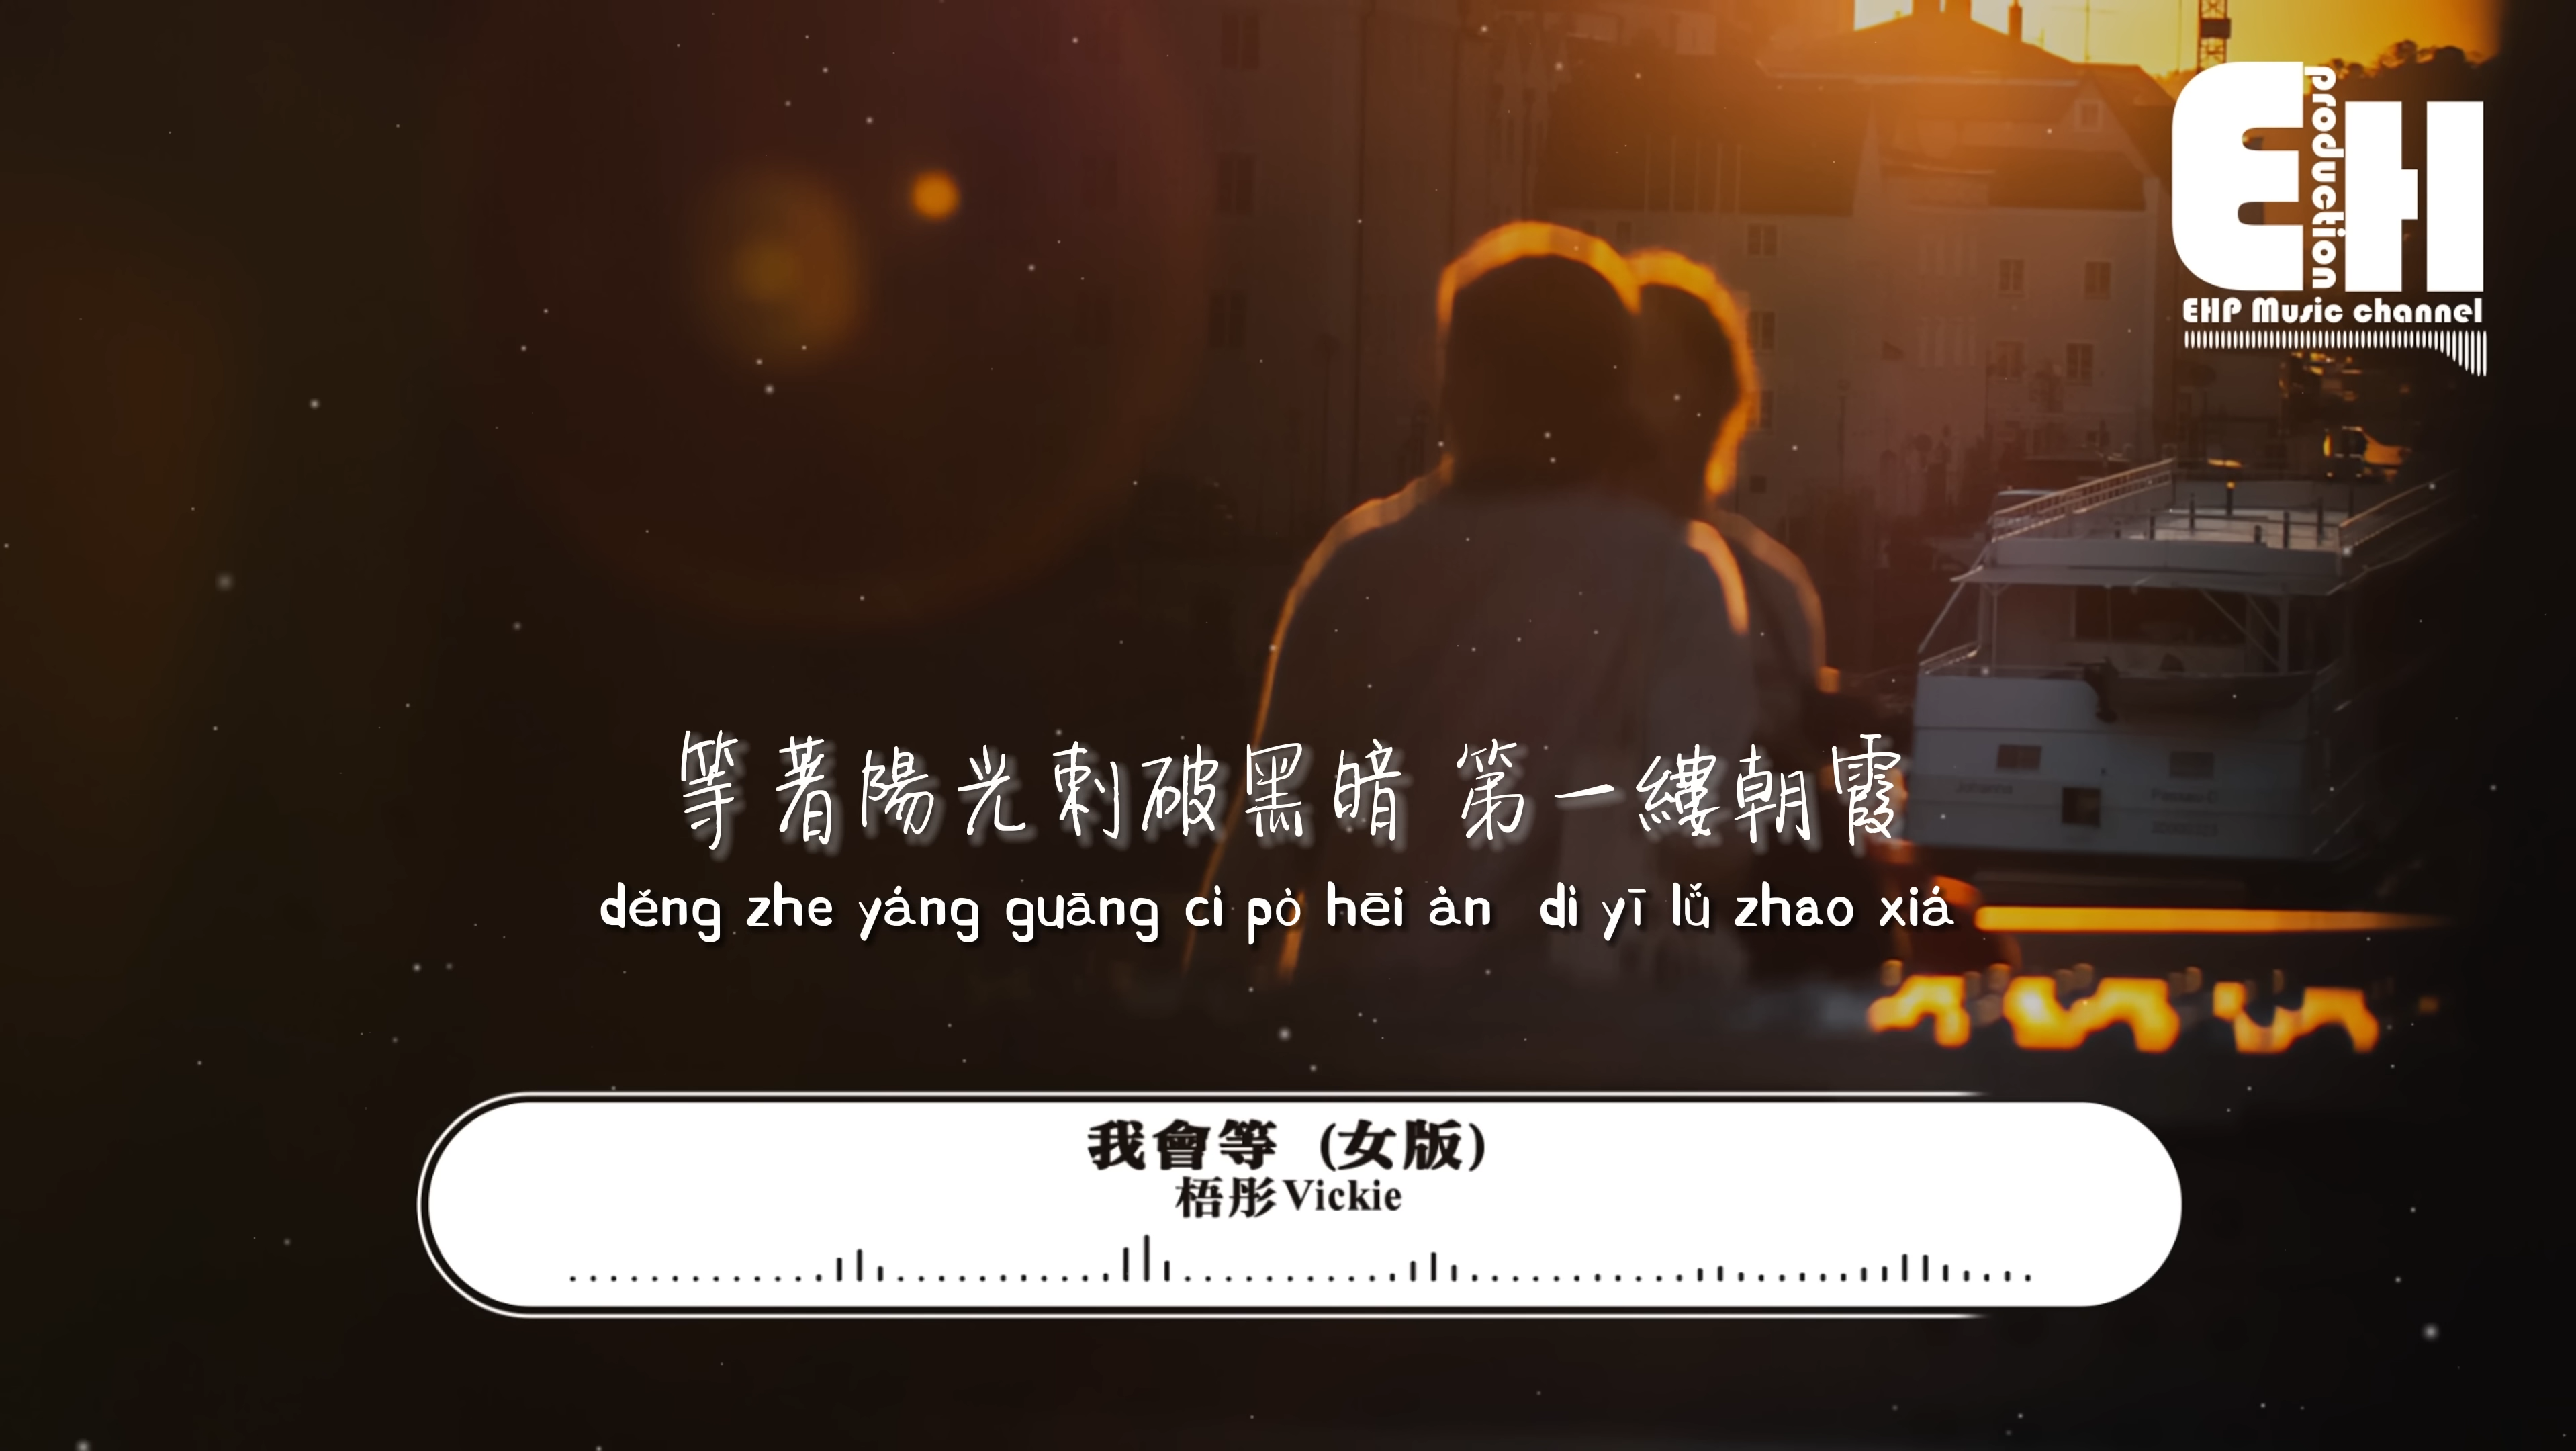 EH
production
EHP Music channel
等著陽光刺破黑暗 第一縷朝霞
děng zhe yáng guāng cì pò hēi àn  dì yī lǚ zhao xiá
我會等 (女版)
梧彤Vickie